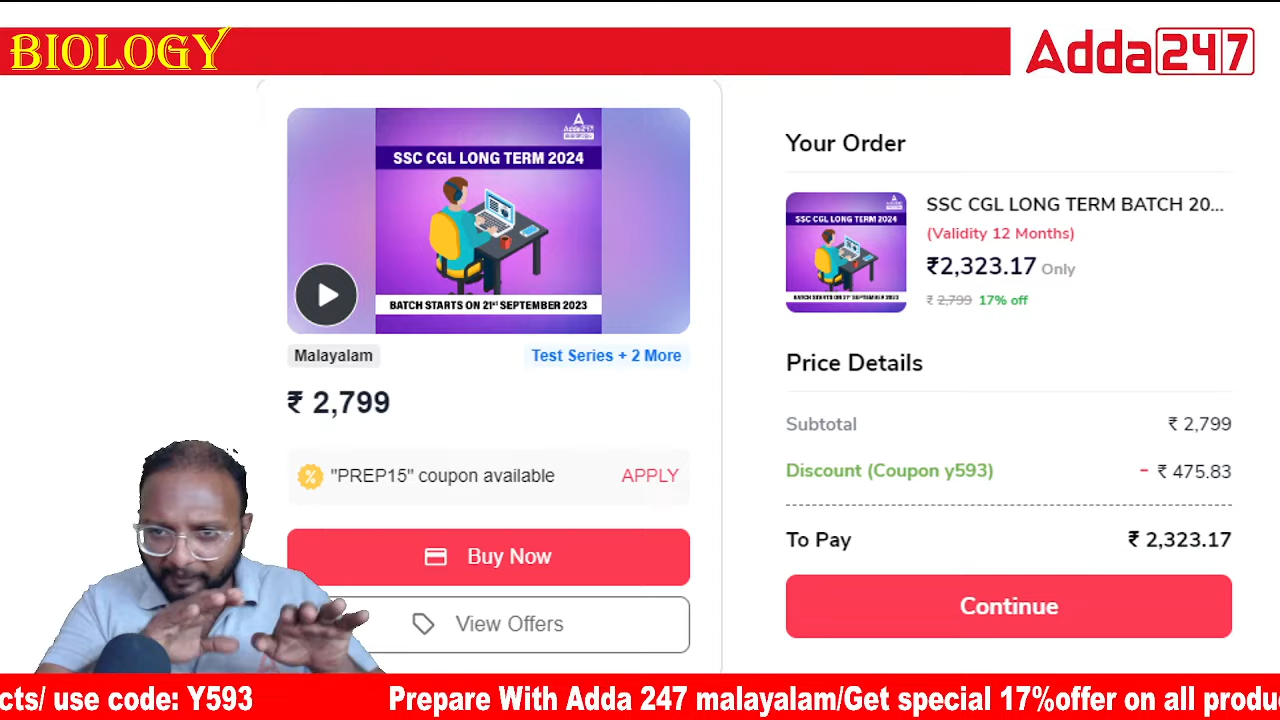 BIOLOGY
Adda247
Adda247
SSC CGL LONG TERM 2024
BATCH STARTS ON 21st SEPTEMBER 2023
Malayalam
Test Series + 2 More
₹ 2,799
"PREP15" coupon available
APPLY
Buy Now
View Offers
Your Order
SSC CGL LONG TERM 2024
BATCH STARTS ON 21st SEPTEMBER 2023
SSC CGL LONG TERM BATCH 20...
(Validity 12 Months)
₹2,323.17 Only
₹ 2,799 17% off
Price Details
Subtotal
₹ 2,799
Discount (Coupon y593)
- ₹ 475.83
To Pay
₹ 2,323.17
Continue
cts/ use code: Y593
Prepare With Adda 247 malayalam/Get special 17%offer on all produ